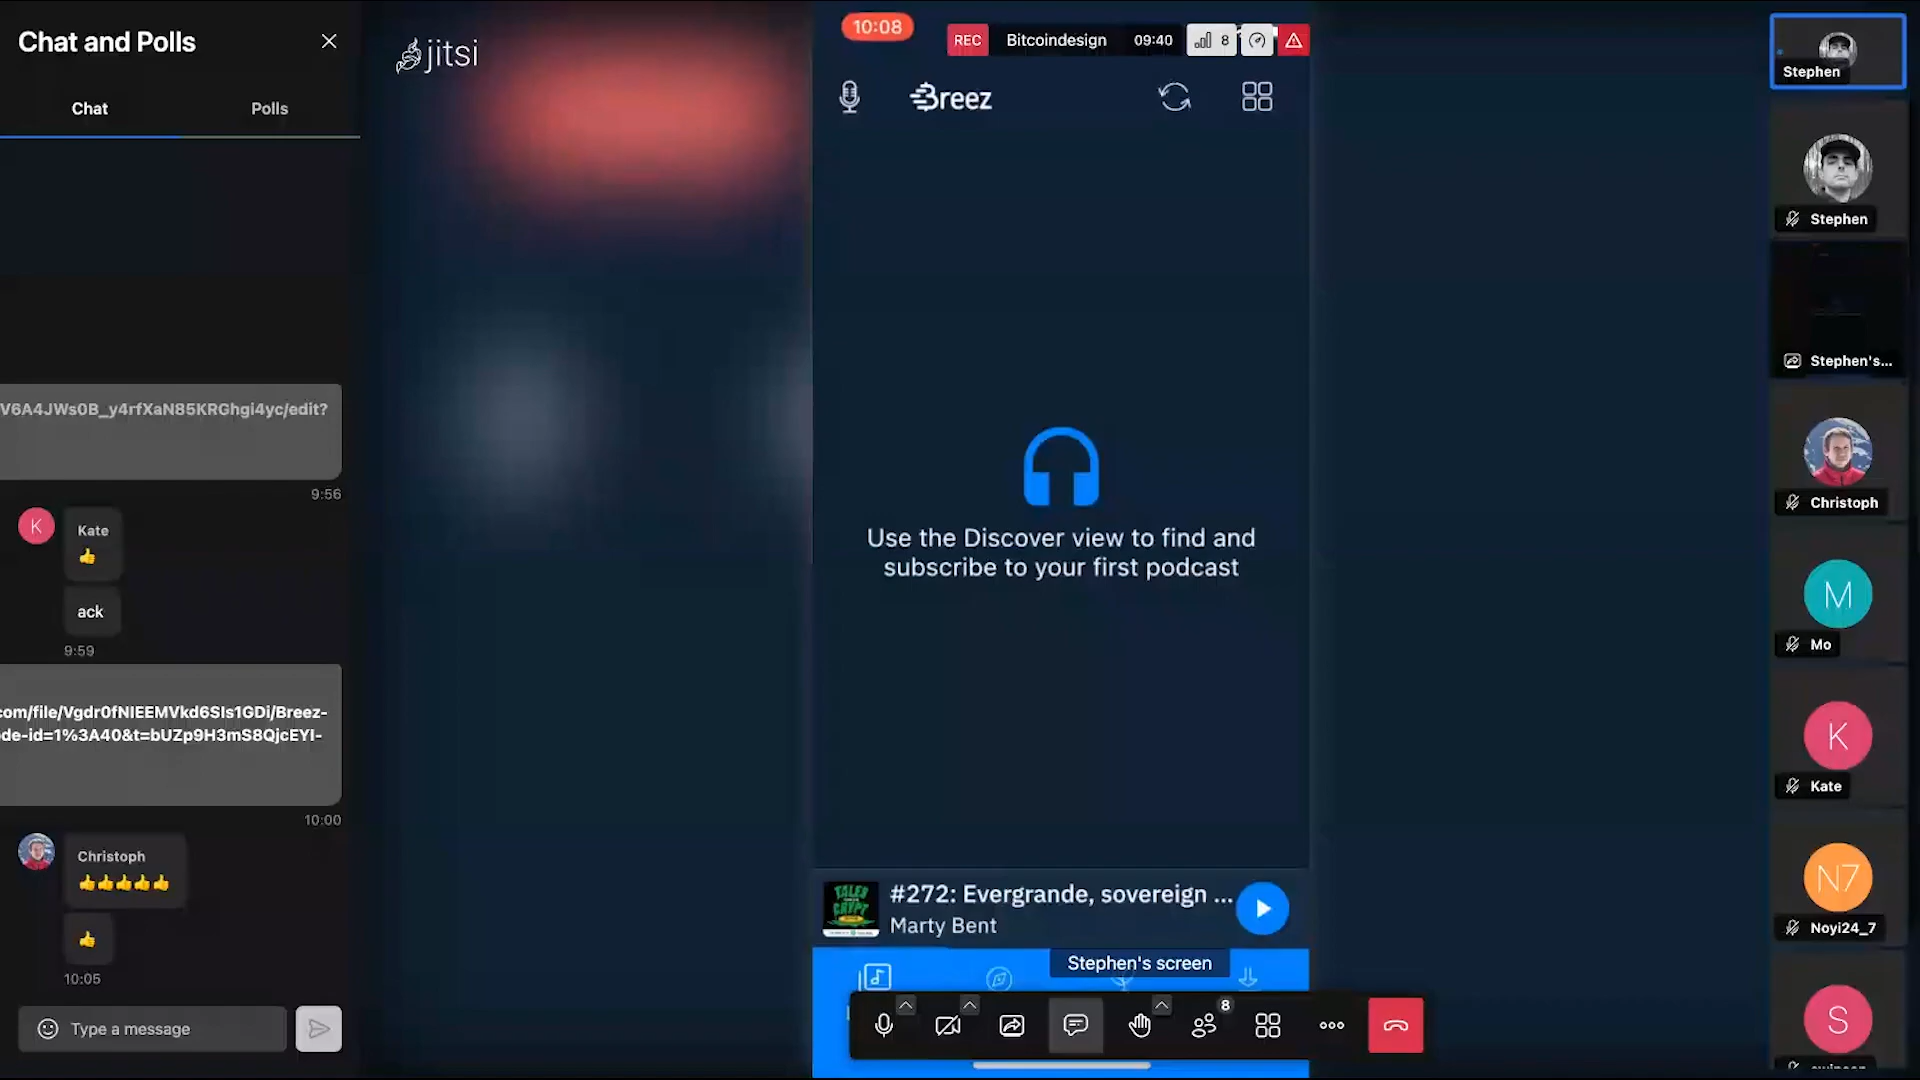 Chat and Polls
Chat
Polls
V6A4JWs0B_y4rfXaN85KRGhgi4yc/edit?
9:56
K
Kate
👍
ack
9:59
com/file/Vgdr0fNIEEMVkd6SIs1GDi/Breez-
de-id=1%3A40&t=bUZp9H3mS8QjcEYI-
10:00
Christoph
👍👍👍👍👍
👍
10:05
Type a message
jitsi
10:08
REC
Bitcoindesign
09:40
8
Breez
Use the Discover view to find and
subscribe to your first podcast
TALES
CRYPT
#272: Evergrande, sovereign ...
Marty Bent
Stephen's screen
8
Stephen
Stephen
Stephen's...
Christoph
M
Mo
K
Kate
N7
Noyi24_7
S